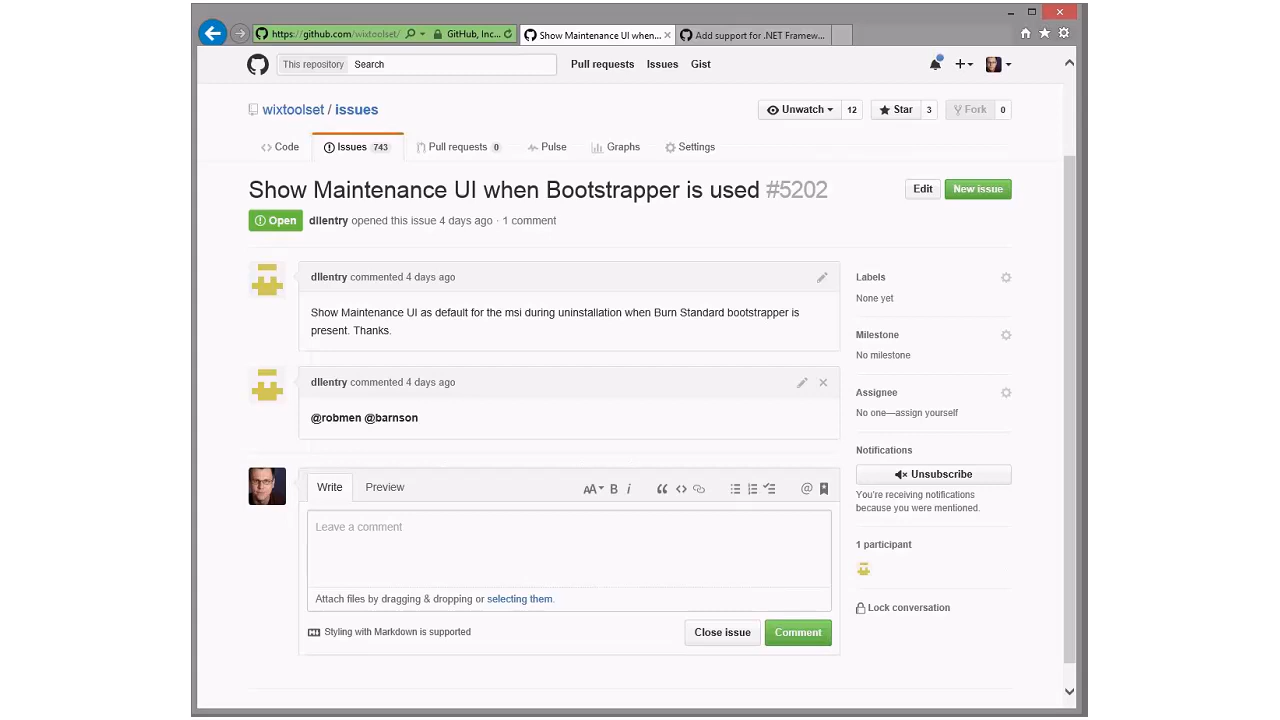 https://github.com/wixtoolset/ GitHub, Inc... Show Maintenance UI when... Add support for .NET Framew...
This repository Search Pull requests Issues Gist
wixtoolset / issues Unwatch 12 Star 3 Fork 0
Code Issues 743 Pull requests 0 Pulse Graphs Settings
Show Maintenance UI when Bootstrapper is used #5202 Edit New issue
Open dllentry opened this issue 4 days ago · 1 comment
dllentry commented 4 days ago
Show Maintenance UI as default for the msi during uninstallation when Burn Standard bootstrapper is
present. Thanks.
dllentry commented 4 days ago
@robmen @barnson
Write Preview AA B i
Leave a comment
Attach files by dragging & dropping or selecting them.
Styling with Markdown is supported Close issue Comment
Labels
None yet
Milestone
No milestone
Assignee
No one—assign yourself
Notifications
Unsubscribe
You're receiving notifications
because you were mentioned.
1 participant
Lock conversation